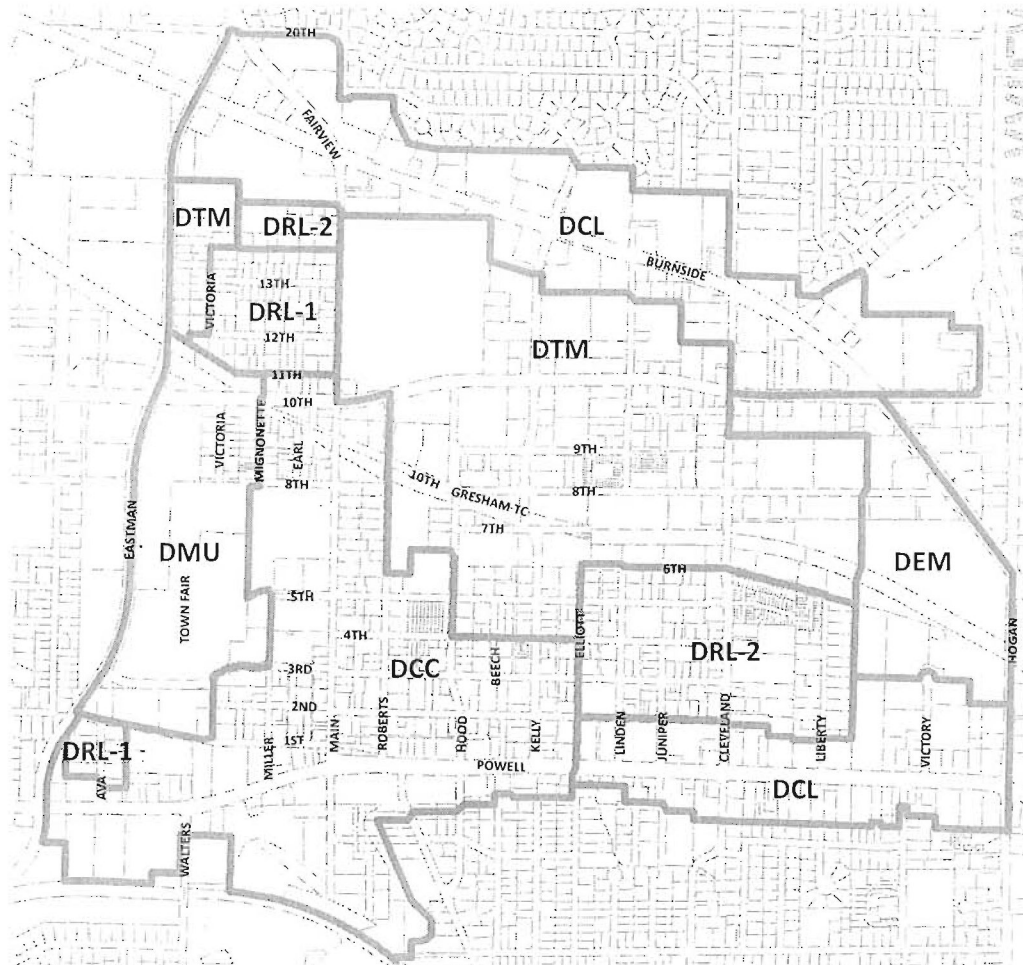 20TH
FAIRVIEW
DTM
DRL-2
DCL
BURNSIDE
VICTORIA
13TH
DRL-1
12TH
DTM
11TH
10TH
VICTORIA
MIGNONETTE
EARL
8TH
9TH
8TH
10TH
GRESHAM TC
7TH
EASTMAN
DMU
TOWN FAIR
5TH
6TH
DEM
4TH
ELLIOTT
HOGAN
3RD
DCC
BEECH
DRL-2
2ND
1ST
MILLER
MAIN
ROBERTS
HOOD
KELLY
LINDEN
JUNIPER
CLEVELAND
LIBERTY
VICTORY
DRL-1
AVA
POWELL
DCL
WALTERS